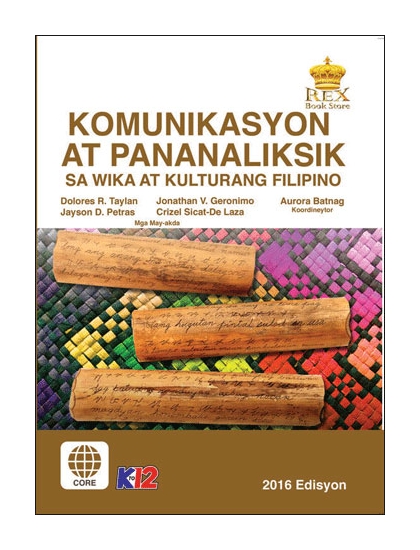 REX
Book Store
KOMUNIKASYON
AT PANANALIKSIK
SA WIKA AT KULTURANG FILIPINO
Dolores R. Taylan Jonathan V. Geronimo Aurora Batnag
Jayson D. Petras Crizel Sicat-De Laza Koordineytor
Mga May-akda
CORE
K to 12
2016 Edisyon